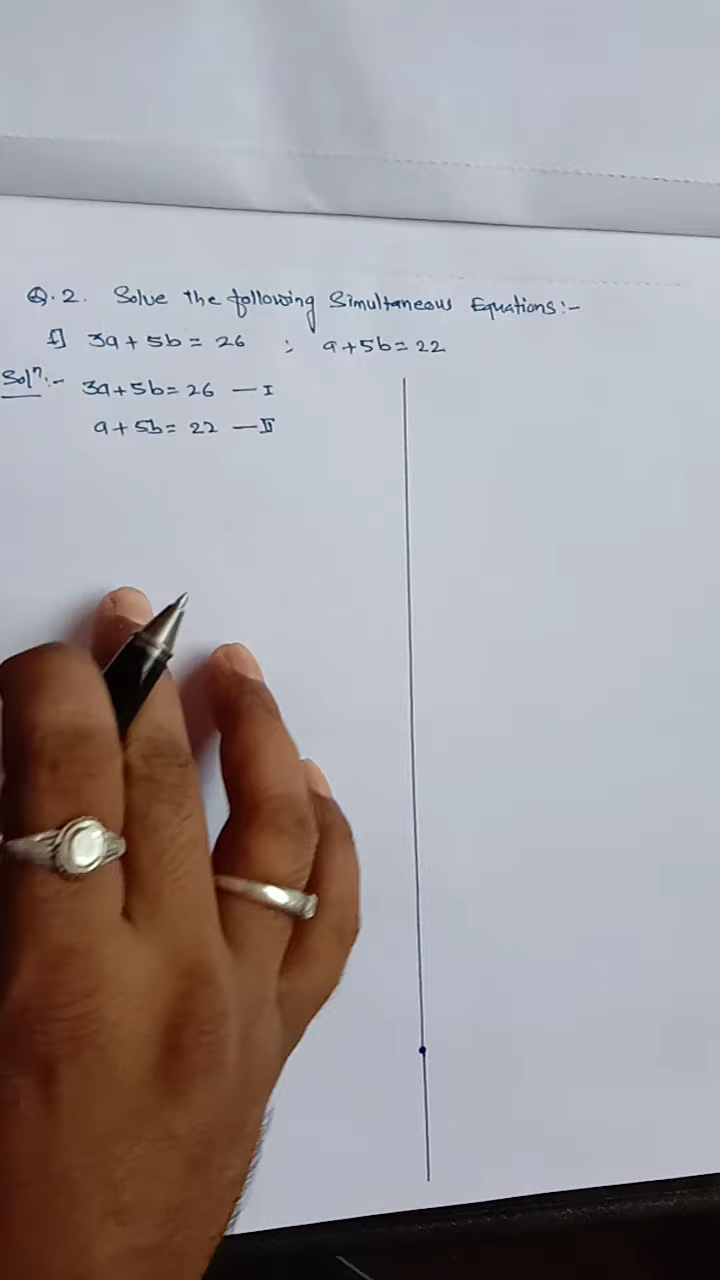 Q.2. Solve the following Simultaneous Equations:-
I] 3a+5b=26 ; a+5b=22
Solⁿ:- 3a+5b=26 — I
a+5b=22 — II